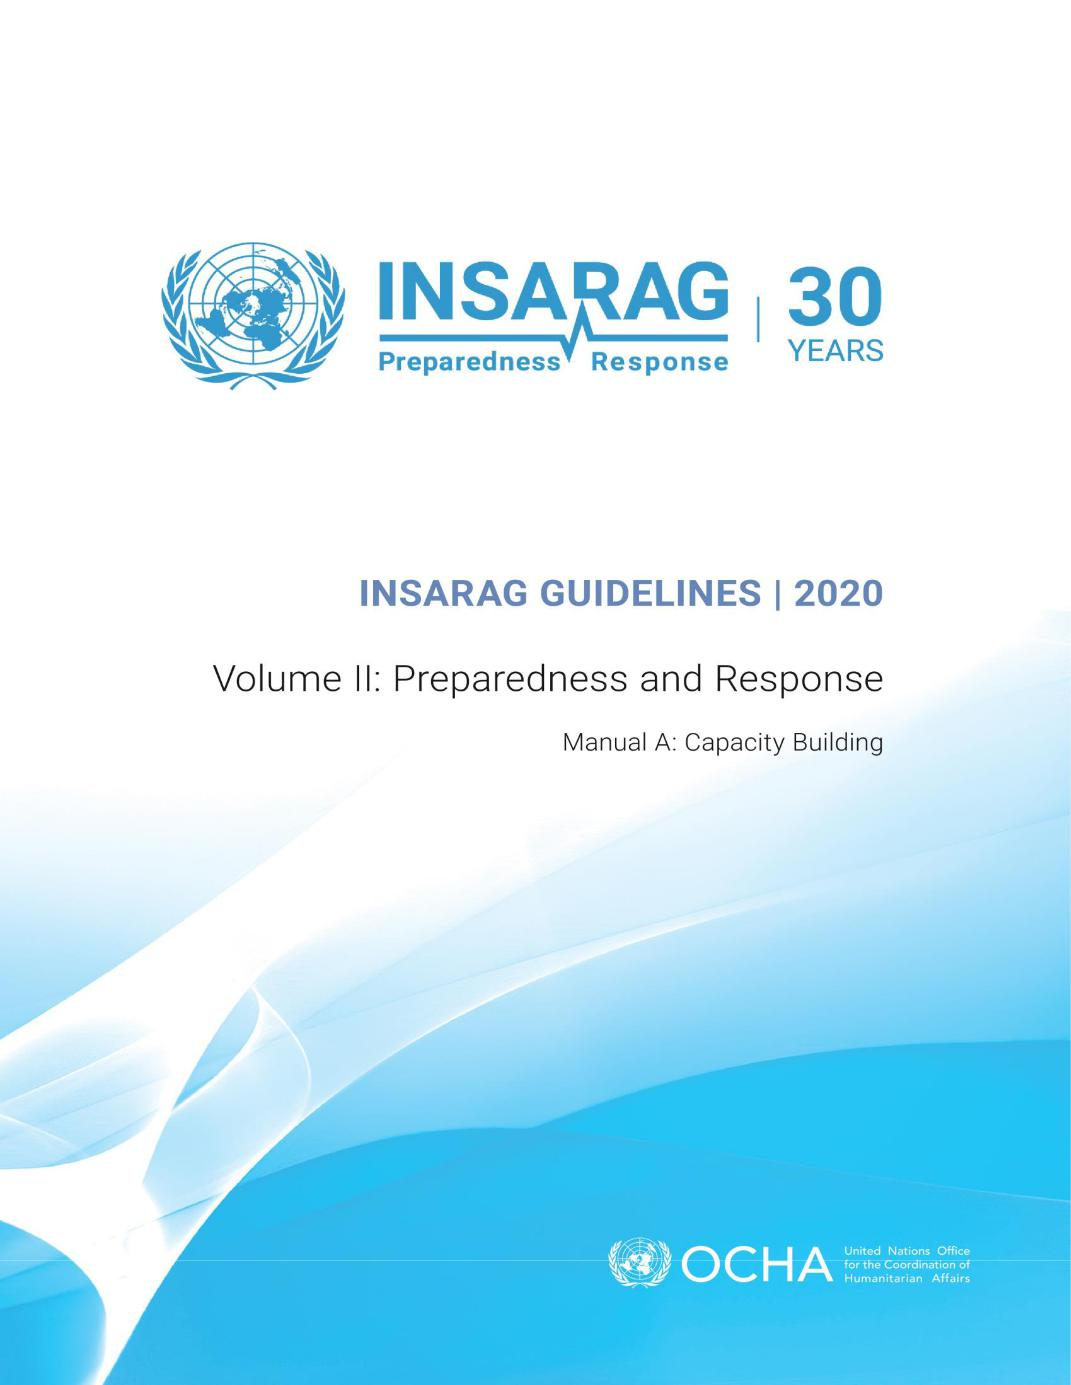 INSARAG
Preparedness Response
30
YEARS
INSARAG GUIDELINES | 2020
Volume II: Preparedness and Response
Manual A: Capacity Building
OCHA
United Nations Office
for the Coordination of
Humanitarian Affairs